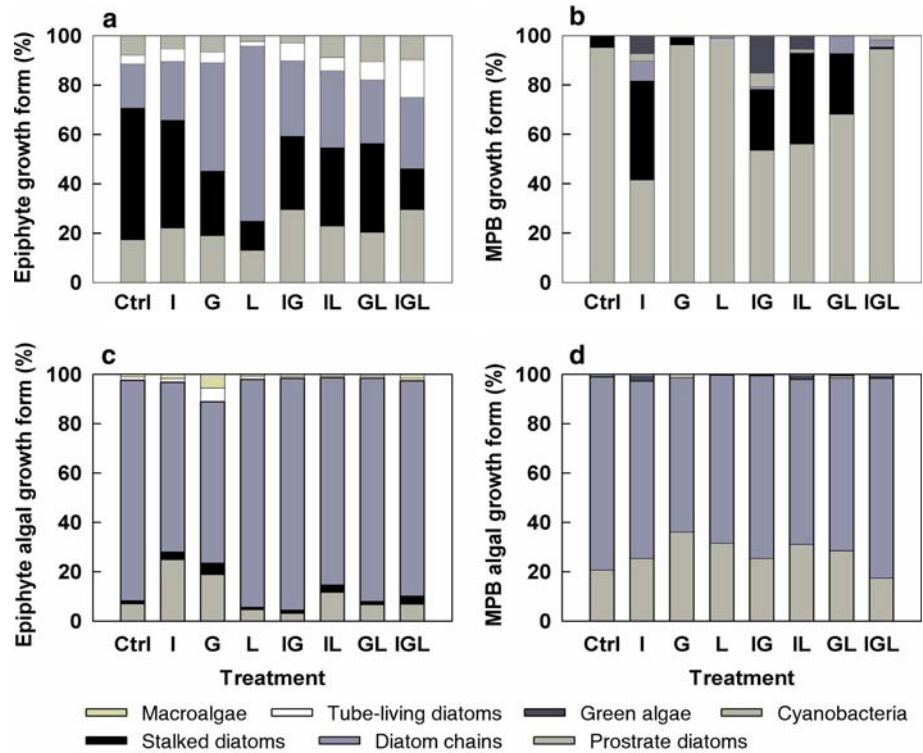 a
b
Epiphyte growth form (%)
100
80
60
40
20
0
Ctrl I G L IG IL GL IGL
MPB growth form (%)
100
80
60
40
20
0
Ctrl I G L IG IL GL IGL
c
d
Epiphyte algal growth form (%)
100
80
60
40
20
0
Ctrl I G L IG IL GL IGL
Treatment
MPB algal growth form (%)
100
80
60
40
20
0
Ctrl I G L IG IL GL IGL
Treatment
Macroalgae Tube-living diatoms Green algae Cyanobacteria
Stalked diatoms Diatom chains Prostrate diatoms